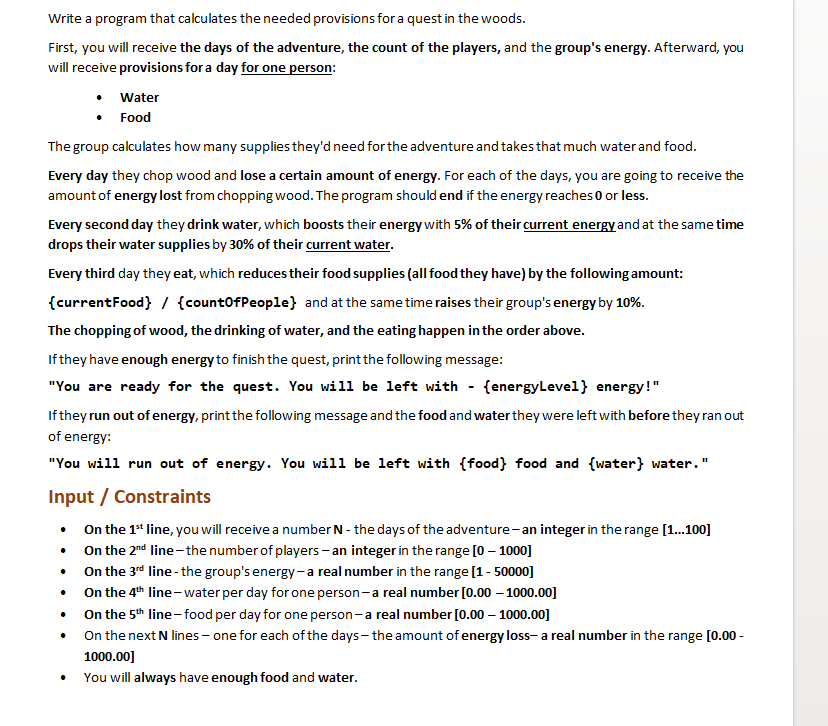 Write a program that calculates the needed provisions for a quest in the woods.
First, you will receive the days of the adventure, the count of the players, and the group's energy. Afterward, you
will receive provisions for a day for one person:
• Water
• Food
The group calculates how many supplies they'd need for the adventure and takes that much water and food.
Every day they chop wood and lose a certain amount of energy. For each of the days, you are going to receive the
amount of energy lost from chopping wood. The program should end if the energy reaches 0 or less.
Every second day they drink water, which boosts their energy with 5% of their current energy and at the same time
drops their water supplies by 30% of their current water.
Every third day they eat, which reduces their food supplies (all food they have) by the following amount:
{currentFood} / {countOfPeople} and at the same time raises their group's energy by 10%.
The chopping of wood, the drinking of water, and the eating happen in the order above.
If they have enough energy to finish the quest, print the following message:
"You are ready for the quest. You will be left with - {energyLevel} energy!"
If they run out of energy, print the following message and the food and water they were left with before they ran out
of energy:
"You will run out of energy. You will be left with {food} food and {water} water."
Input / Constraints
• On the 1st line, you will receive a number N - the days of the adventure – an integer in the range [1...100]
• On the 2nd line – the number of players – an integer in the range [0 – 1000]
• On the 3rd line - the group's energy – a real number in the range [1 - 50000]
• On the 4th line – water per day for one person – a real number [0.00 – 1000.00]
• On the 5th line – food per day for one person – a real number [0.00 – 1000.00]
• On the next N lines – one for each of the days – the amount of energy loss– a real number in the range [0.00 -
1000.00]
• You will always have enough food and water.